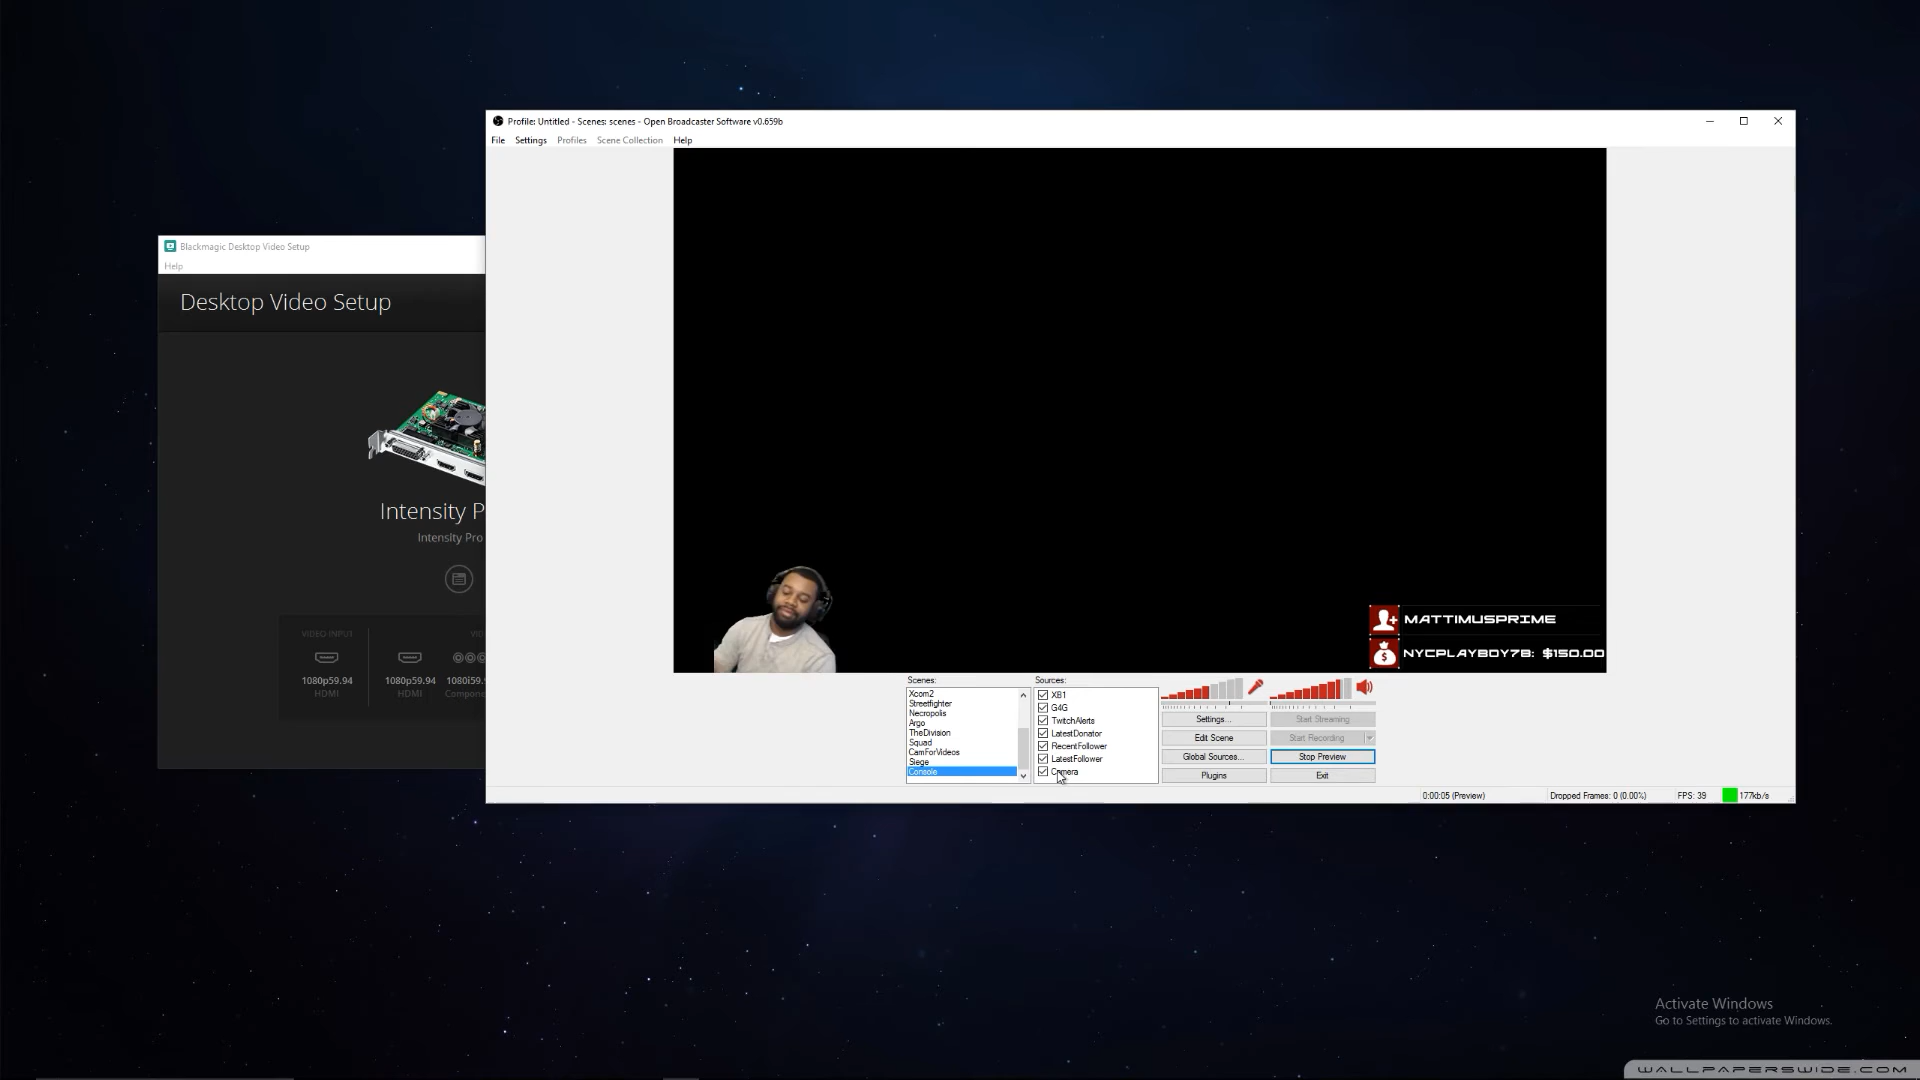 Profile: Untitled - Scenes: scenes - Open Broadcaster Software v0.659b
File Settings Profiles Scene Collection Help
Blackmagic Desktop Video Setup
Help
Desktop Video Setup
Intensity P
Intensity Pro
VIDEO INPUT
1080p59.94
HDMI
1080p59.94
HDMI
1080i59.9
Compon
MATTIMUSPRIME
NYCPLAYBOY78: $150.00
Scenes:
Xcom2
Streetfighter
Necropolis
Argo
TheDivision
Squad
CamForVideos
Siege
Console
Sources:
XB1
G4G
TwitchAlerts
LatestDonator
RecentFollower
LatestFollower
Camera
Settings...
Edit Scene
Global Sources...
Plugins
Start Streaming
Start Recording
Stop Preview
Exit
0:00:05 (Preview)
Dropped Frames: 0 (0.00%)
FPS: 39
177kb/s
Activate Windows
Go to Settings to activate Windows.
WALLPAPERSWIDE.COM